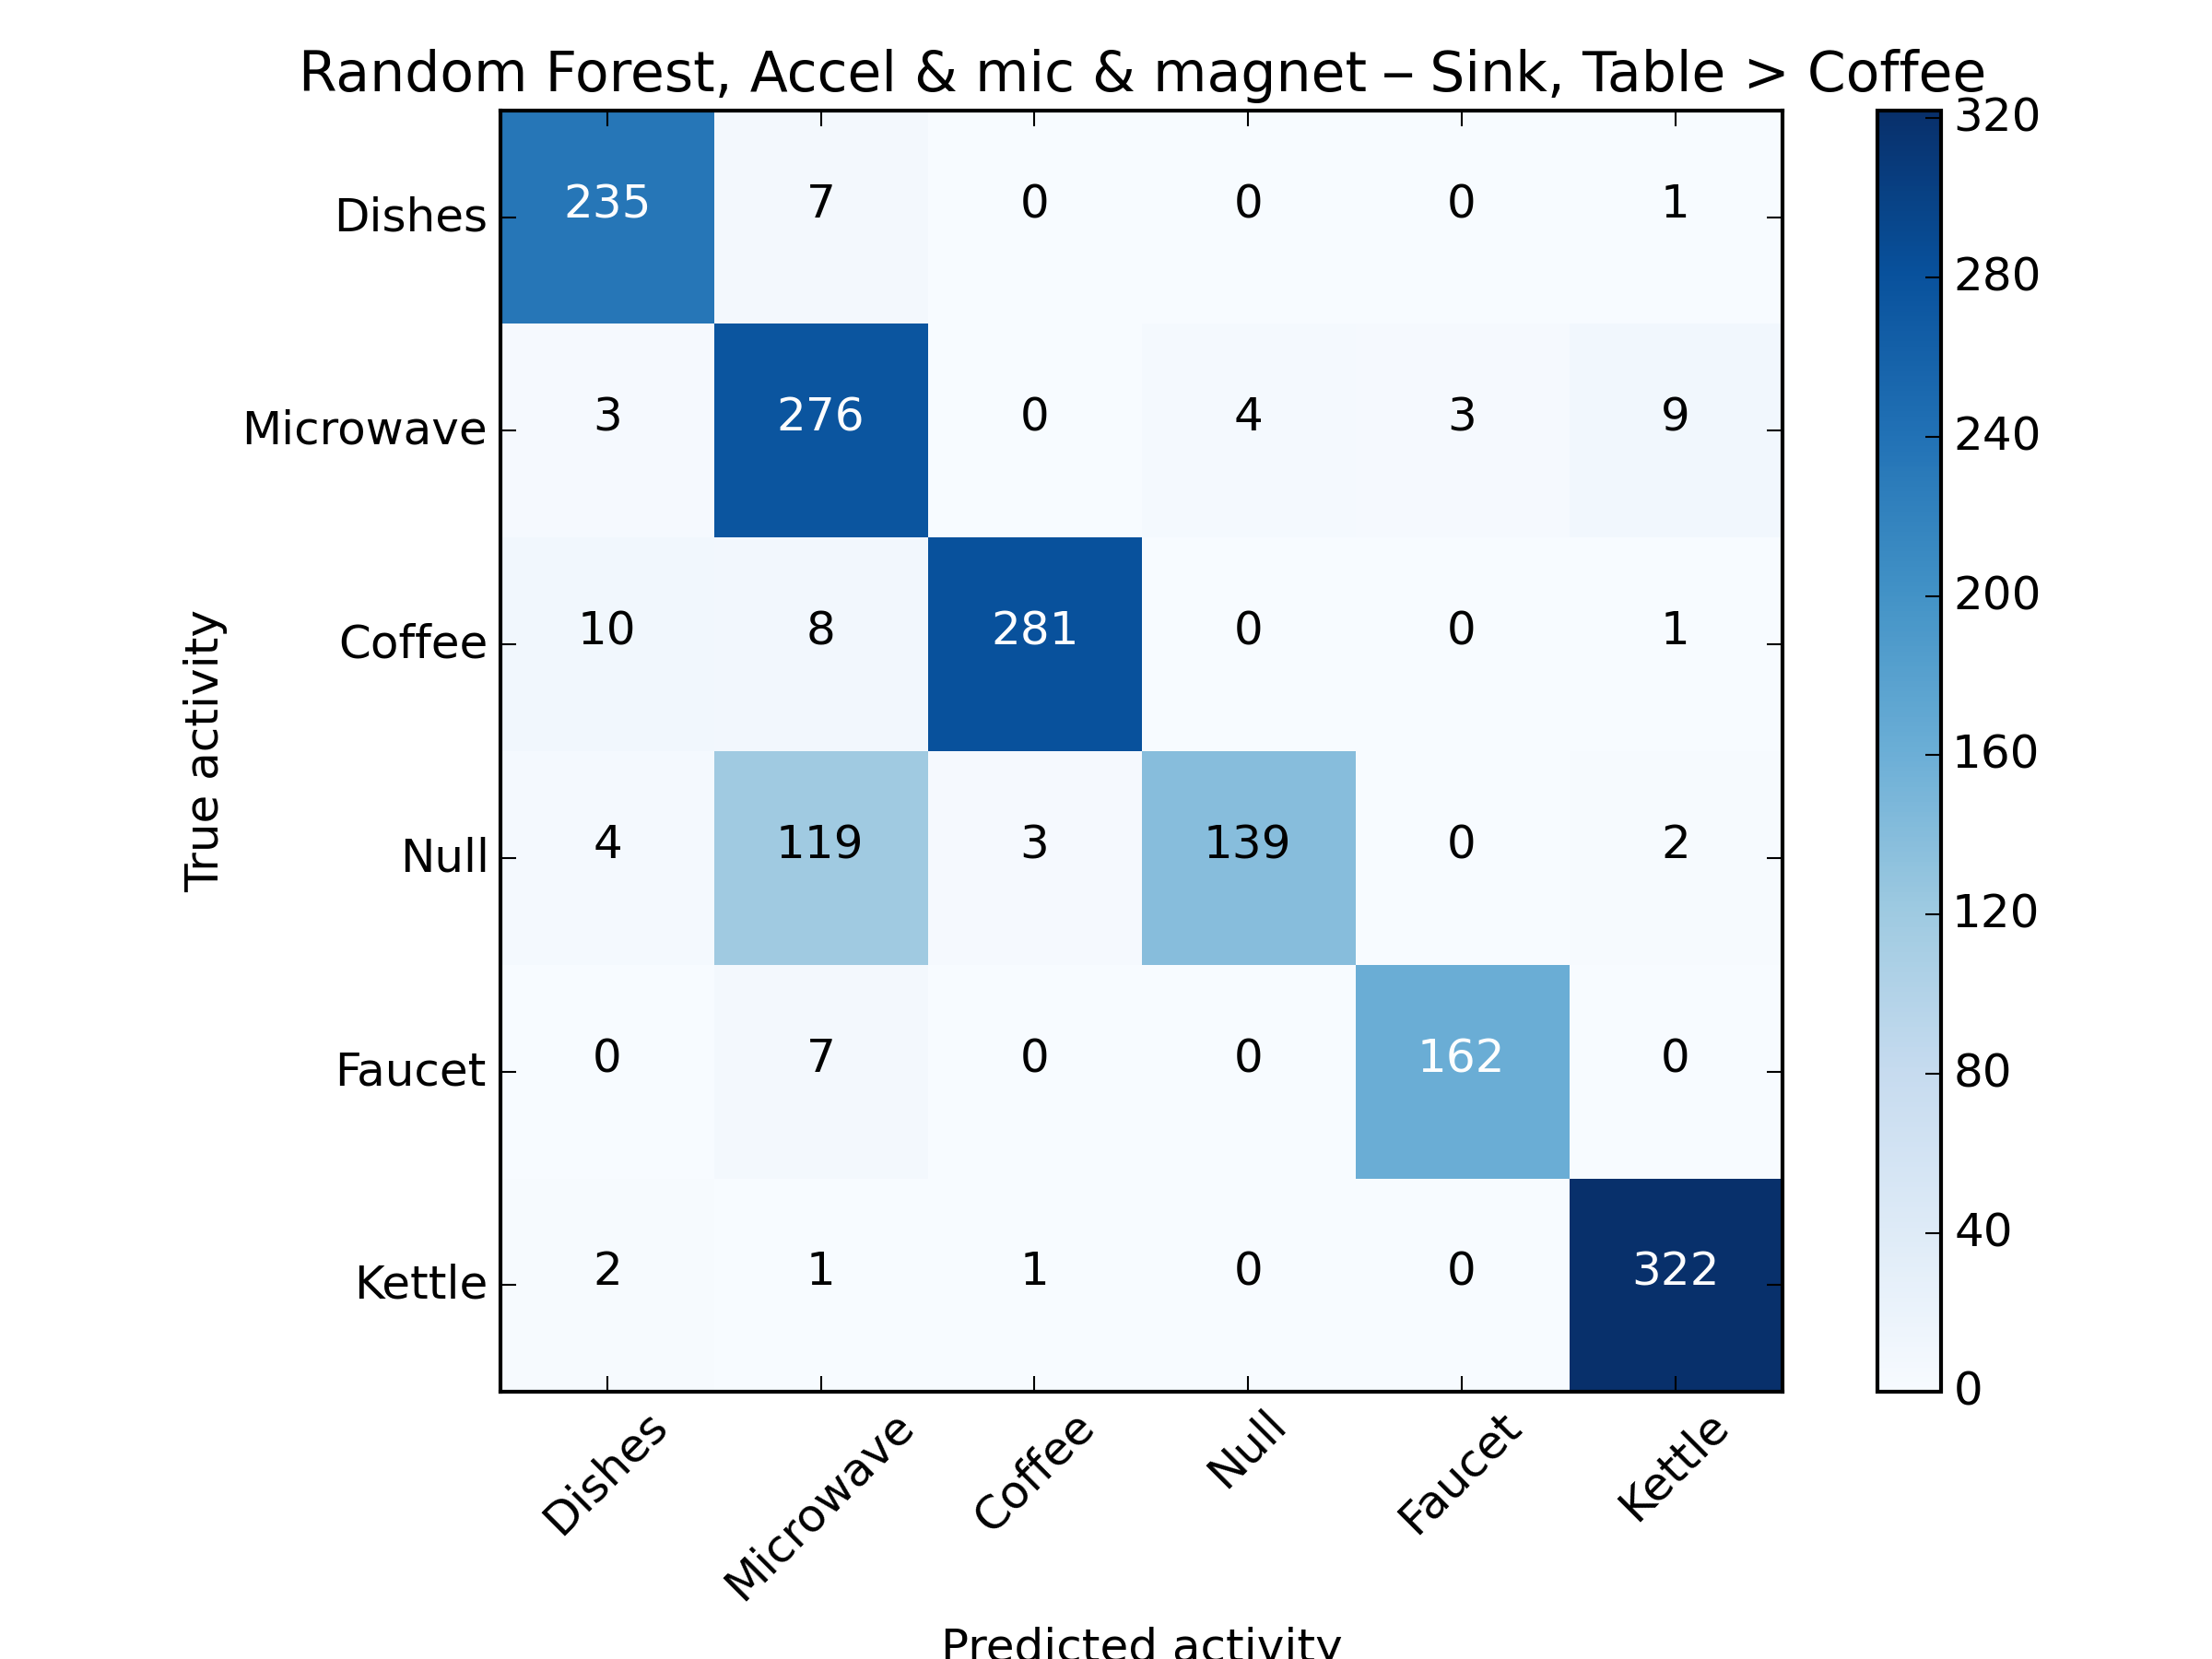 Random Forest, Accel & mic & magnet – Sink, Table > Coffee
320
Dishes 235 7 0 0 0 1
280
Microwave 3 276 0 4 3 9
240
200
Coffee 10 8 281 0 0 1
True activity
160
Null 4 119 3 139 0 2
120
Faucet 0 7 0 0 162 0
80
40
Kettle 2 1 1 0 0 322
0
Dishes Microwave Coffee Null Faucet Kettle
Predicted activity